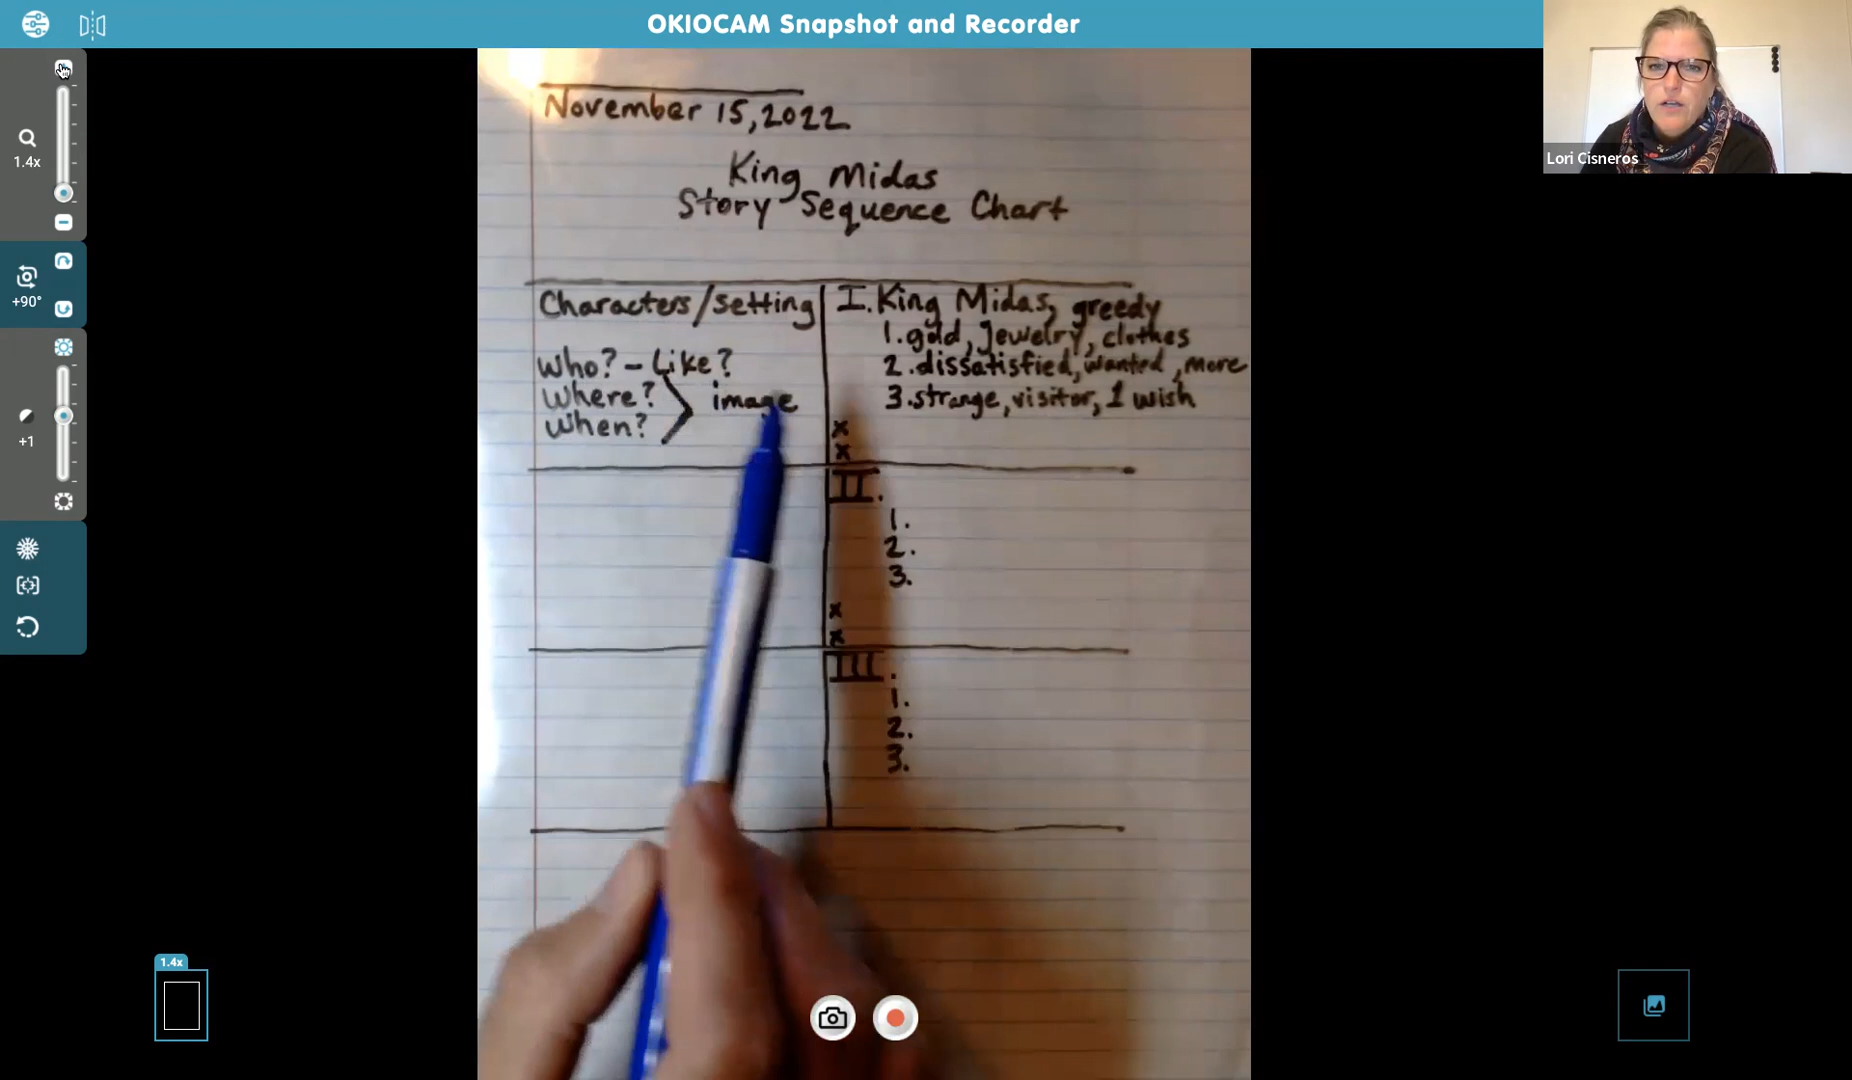 OKIOCAM Snapshot and Recorder
Lori Cisneros
1.4x
+90°
+1
1.4x
November 15, 2022
King Midas
Story Sequence Chart
Characters/setting
Who? - Like?
Where?
When?
image
I. King Midas, greedy
1. gold, jewelry, clothes
2. dissatisfied, wanted, more
3. strange, visitor, 1 wish
x
x
II.
1.
2.
3.
x
x
III.
1.
2.
3.